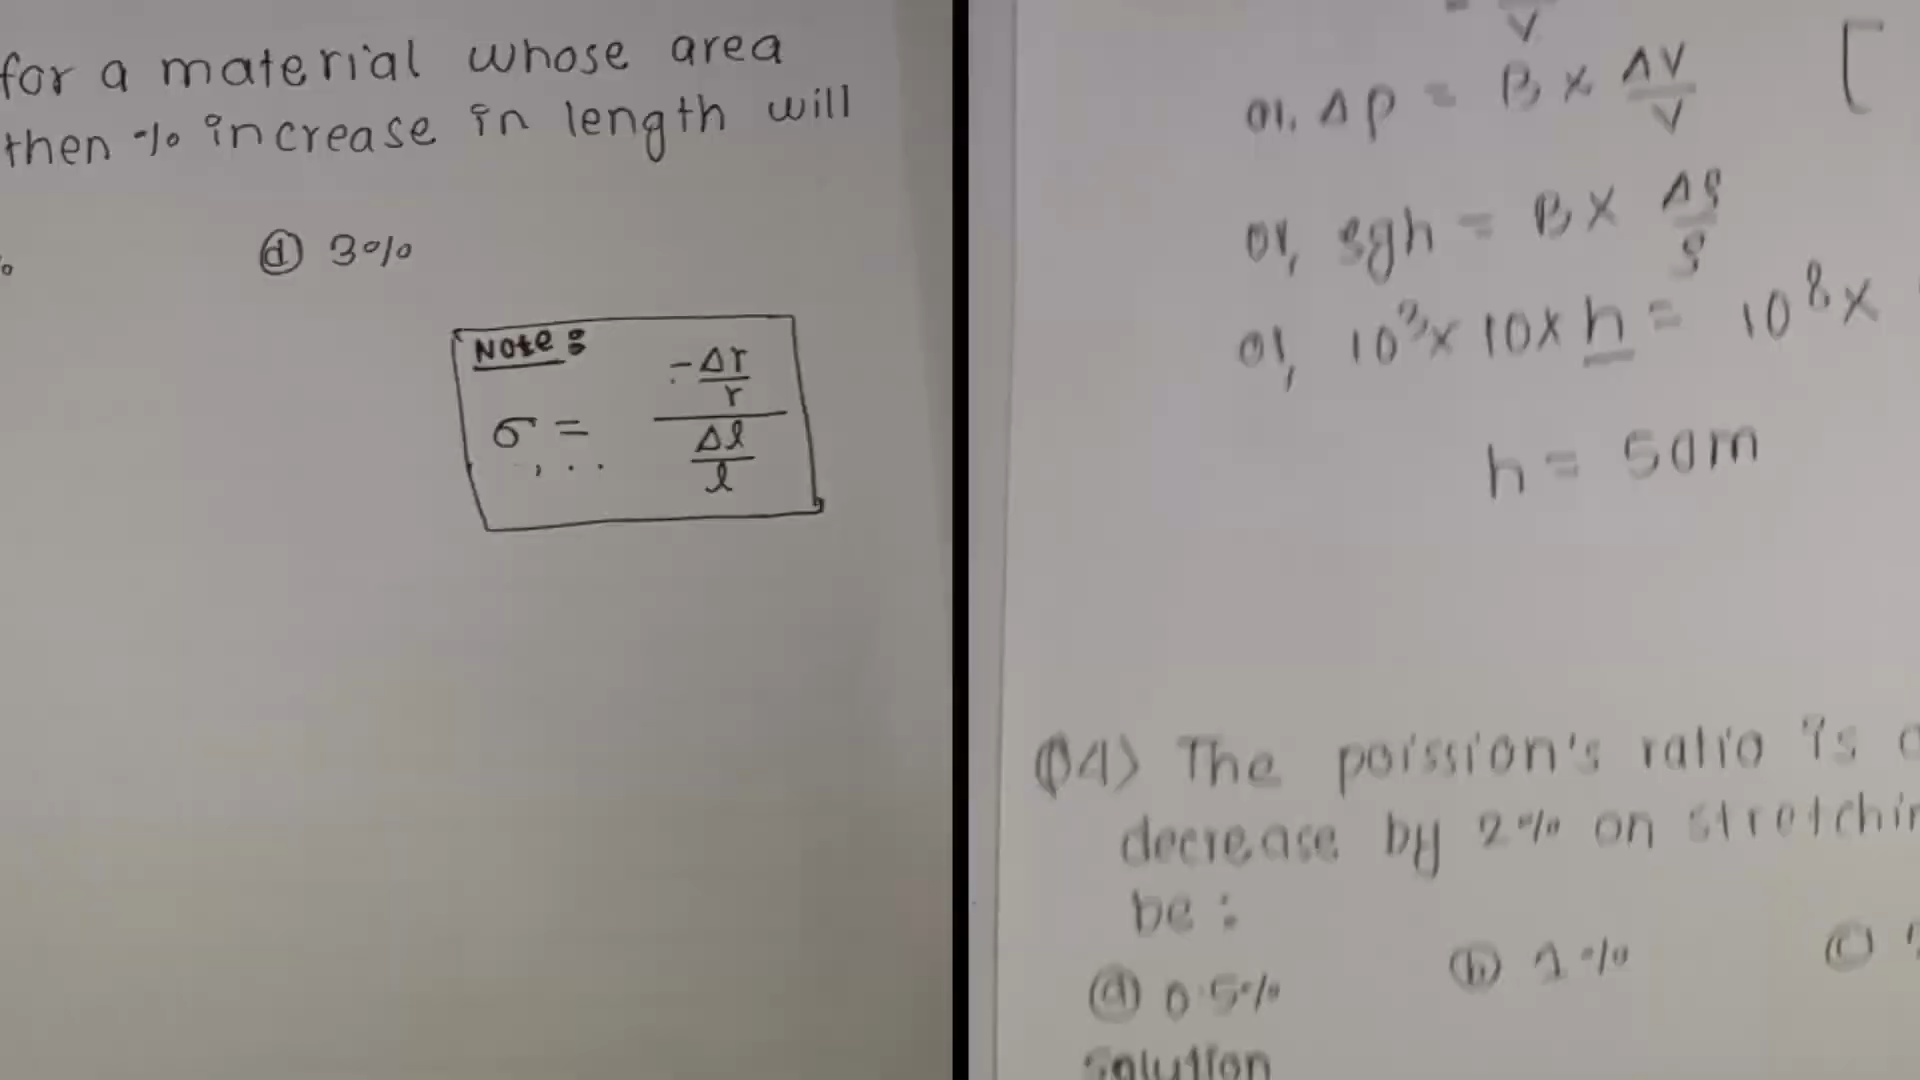 for a material whose area
then % increase in length will
(d) 3%
Note:
σ = (-Δr/r)/(Δl/l)
or, ΔP = B × ΔV/V [
or, ρgh = B × Δρ/ρ
or, 10³ × 10 × h = 10⁸ ×
h = 50m
Q4) The poission's ratio is
decrease by 2% on
be :
(a) 0.5% (b) 1% (c)
Solution